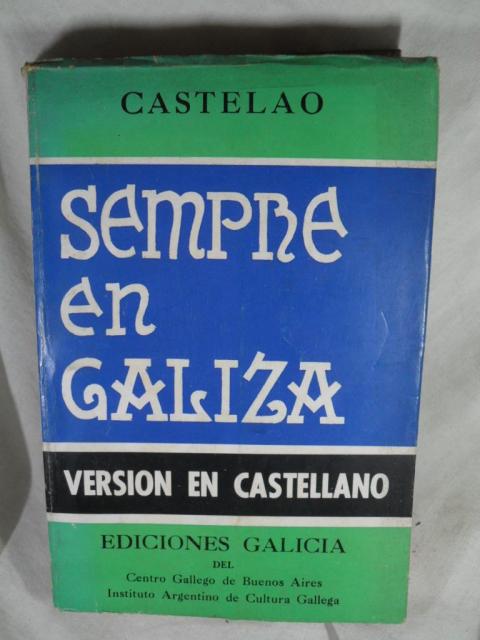 CASTELAO
SEMPRE
en
GALIZA
VERSION EN CASTELLANO
EDICIONES GALICIA
DEL
Centro Gallego de Buenos Aires
Instituto Argentino de Cultura Gallega